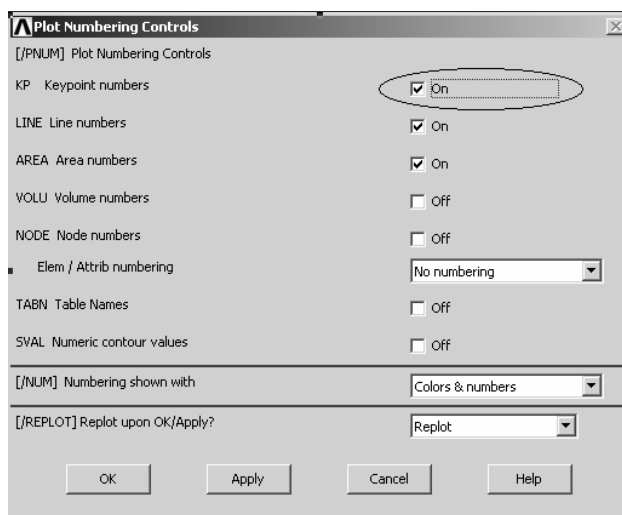 Plot Numbering Controls
[/PNUM] Plot Numbering Controls
KP Keypoint numbers On
LINE Line numbers On
AREA Area numbers On
VOLU Volume numbers Off
NODE Node numbers Off
Elem / Attrib numbering No numbering
TABN Table Names Off
SVAL Numeric contour values Off
[/NUM] Numbering shown with Colors & numbers
[/REPLOT] Replot upon OK/Apply? Replot
OK Apply Cancel Help